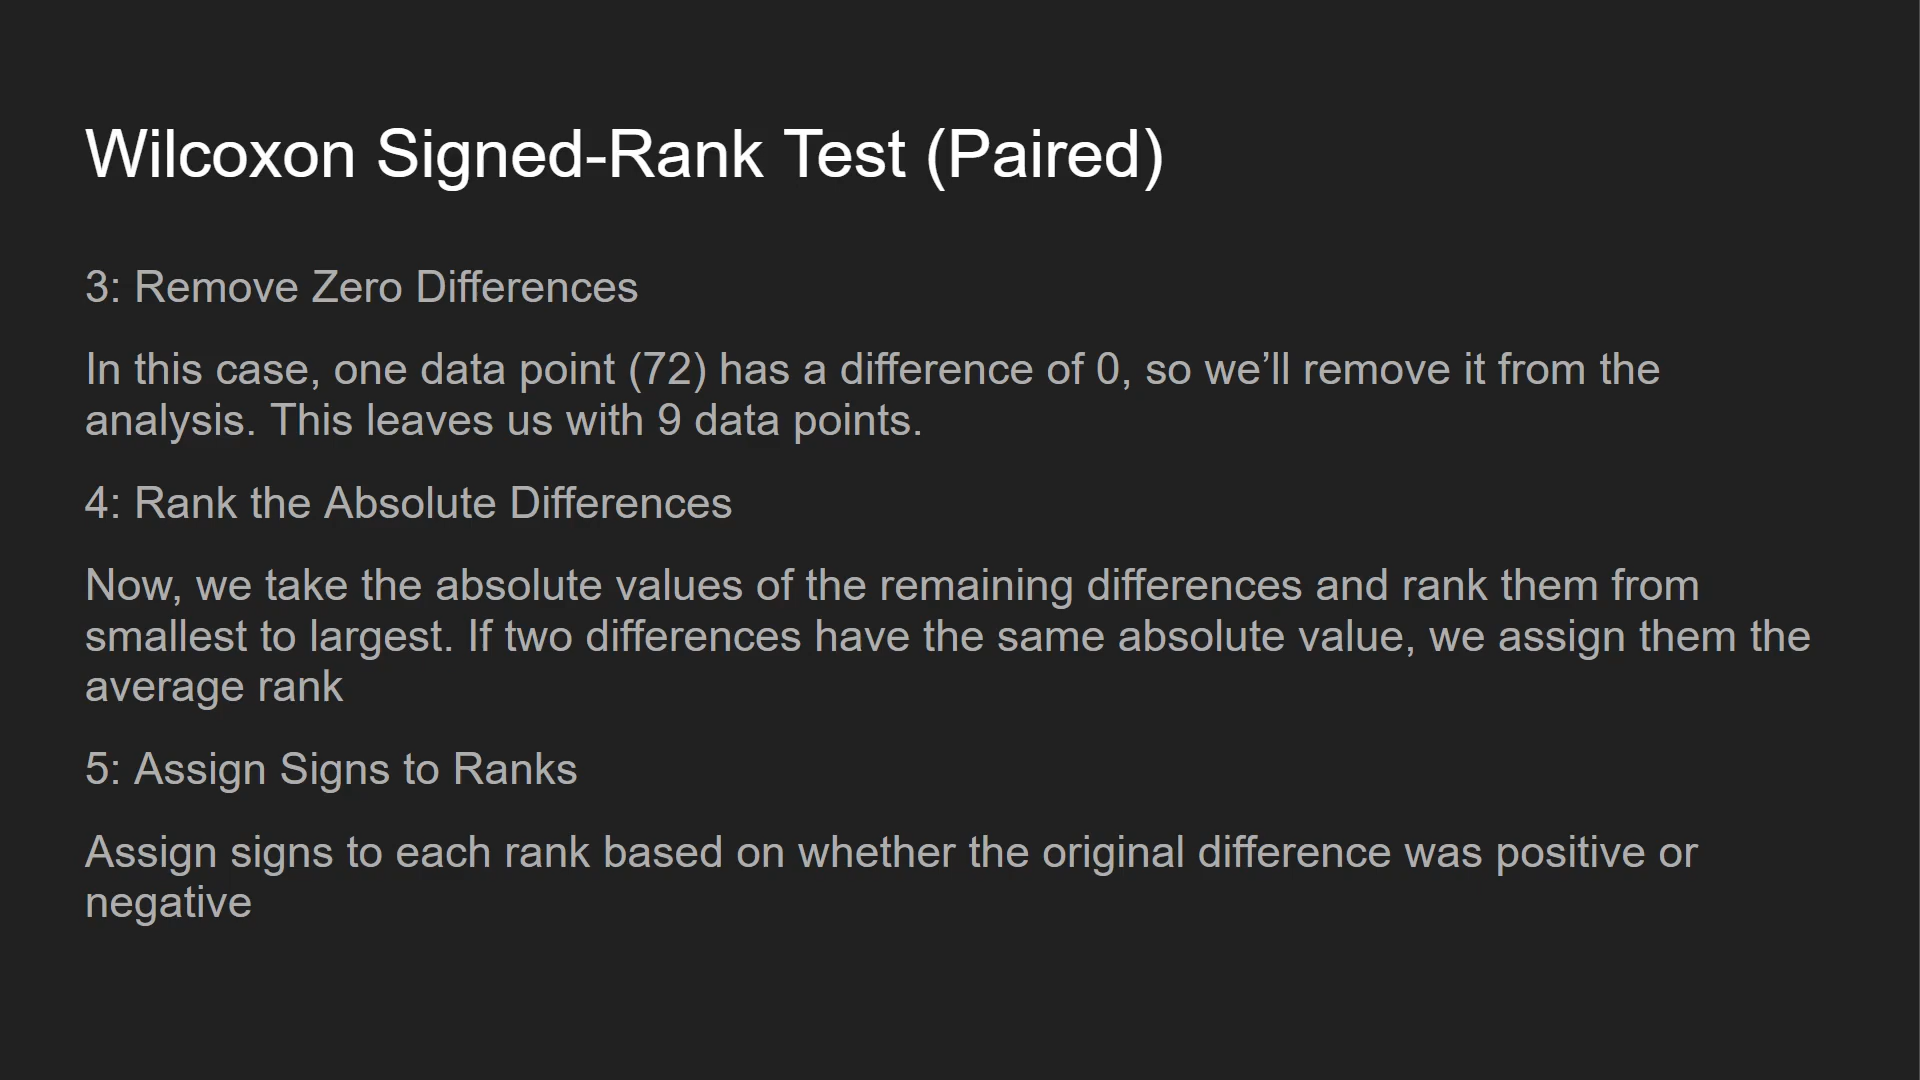 Wilcoxon Signed-Rank Test (Paired)
3: Remove Zero Differences
In this case, one data point (72) has a difference of 0, so we’ll remove it from the
analysis. This leaves us with 9 data points.
4: Rank the Absolute Differences
Now, we take the absolute values of the remaining differences and rank them from
smallest to largest. If two differences have the same absolute value, we assign them the
average rank
5: Assign Signs to Ranks
Assign signs to each rank based on whether the original difference was positive or
negative